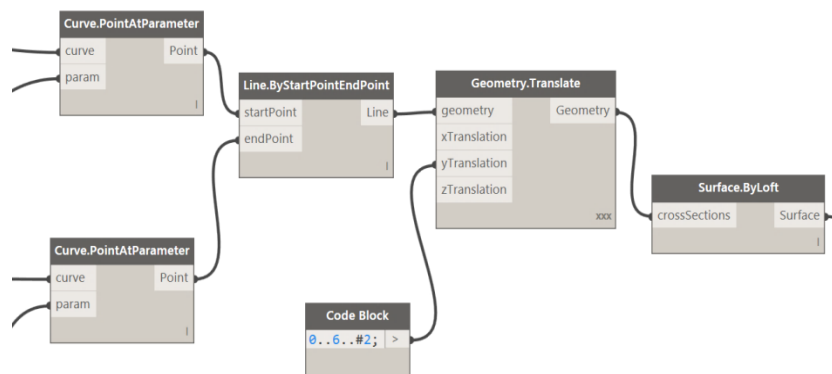 Curve.PointAtParameter
curve Point
param
l
Line.ByStartPointEndPoint
startPoint Line
endPoint
l
Geometry.Translate
geometry Geometry
xTranslation
yTranslation
zTranslation
xxx
Surface.ByLoft
crossSections Surface
l
Curve.PointAtParameter
curve Point
param
l
Code Block
0..6..#2; >